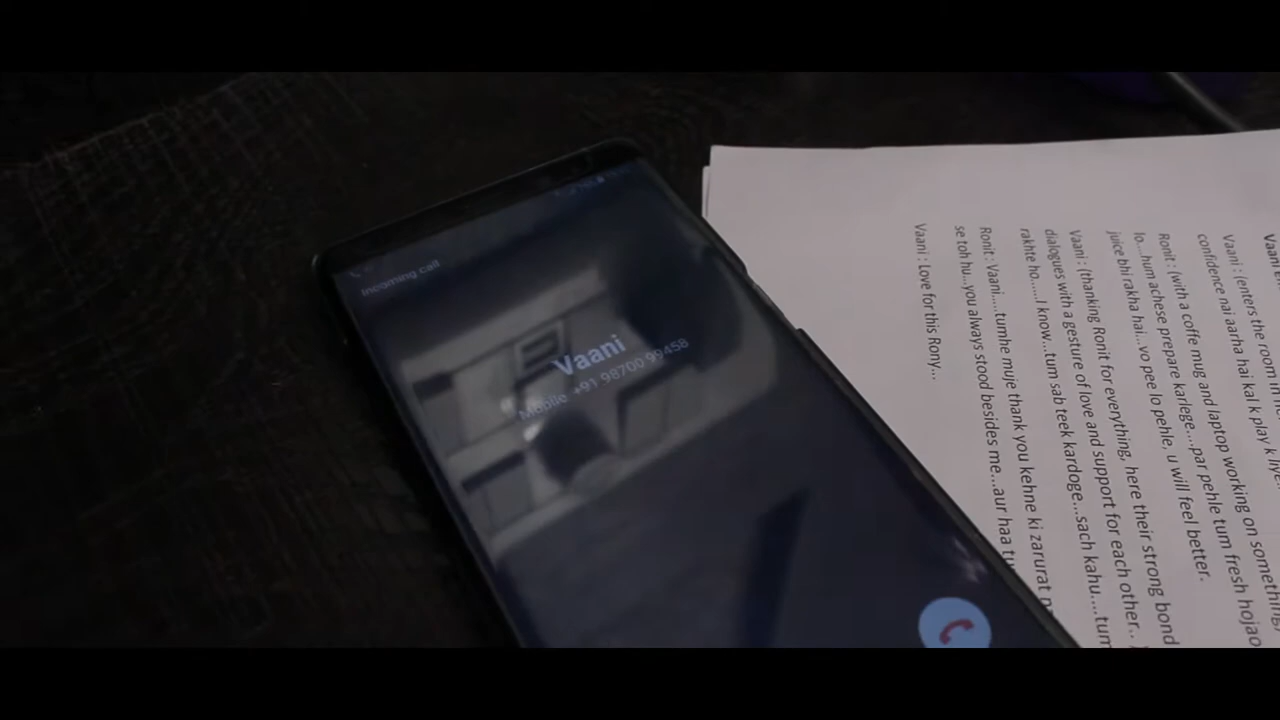 Incoming call
Vaani
Mobile +91 98700 99458
Vaani
Vaani : (enters the room in
confidence nai aarha hai kal k play k liye..
Ronit : (with a coffe mug and laptop working on something
lo...hum achese prepare karlege....par pehle tum fresh hojao
juice bhi rakha hai...vo pee lo pehle, u will feel better.
Vaani : (thanking Ronit for everything, here their strong bond
dialogues with a gesture of love and support for each other.. )
rakhte ho......I know...tum sab teek kardoge...sach kahu....tum
Ronit : Vaani....tumhe muje thank you kehne ki zarurat
se toh hu...you always stood besides me...aur haa
Vaani : Love for this Rony...